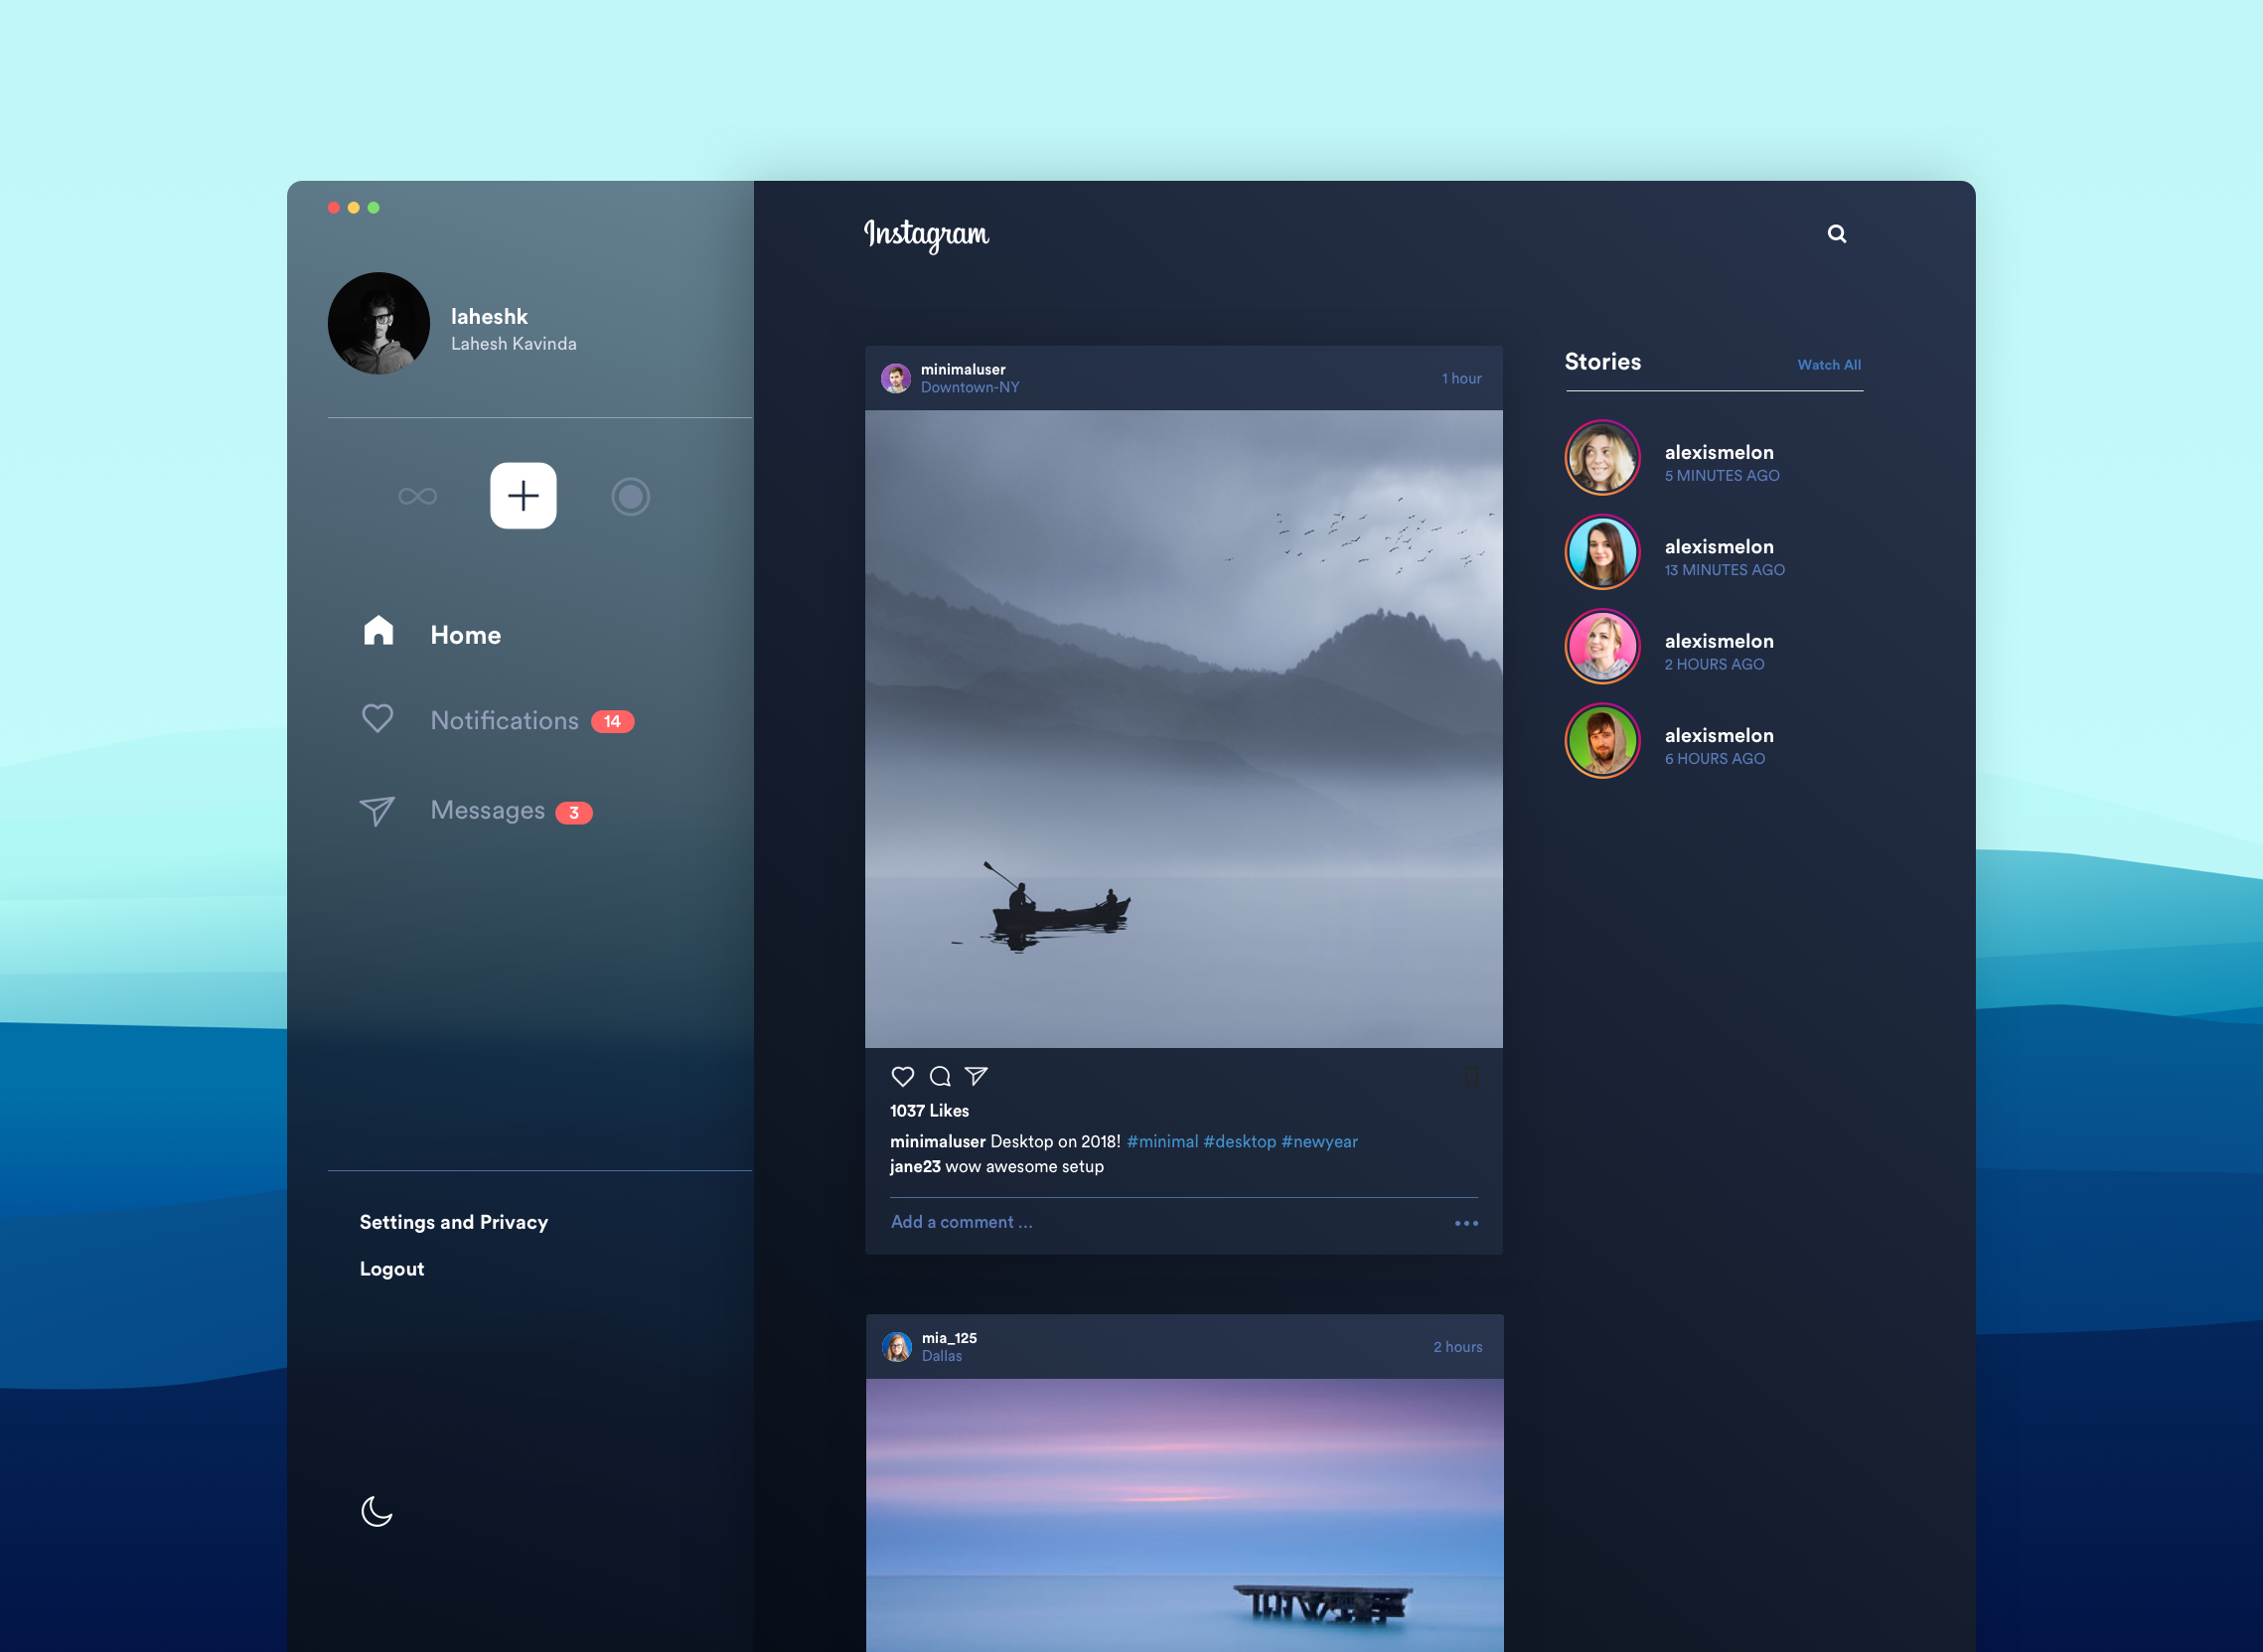 Instagram
laheshk
Lahesh Kavinda
Home
Notifications 14
Messages 3
Settings and Privacy
Logout
minimaluser
Downtown-NY
1 hour
1037 Likes
minimaluser Desktop on 2018! #minimal #desktop #newyear
jane23 wow awesome setup
Add a comment ...
mia_125
Dallas
2 hours
Stories
Watch All
alexismelon
5 MINUTES AGO
alexismelon
13 MINUTES AGO
alexismelon
2 HOURS AGO
alexismelon
6 HOURS AGO